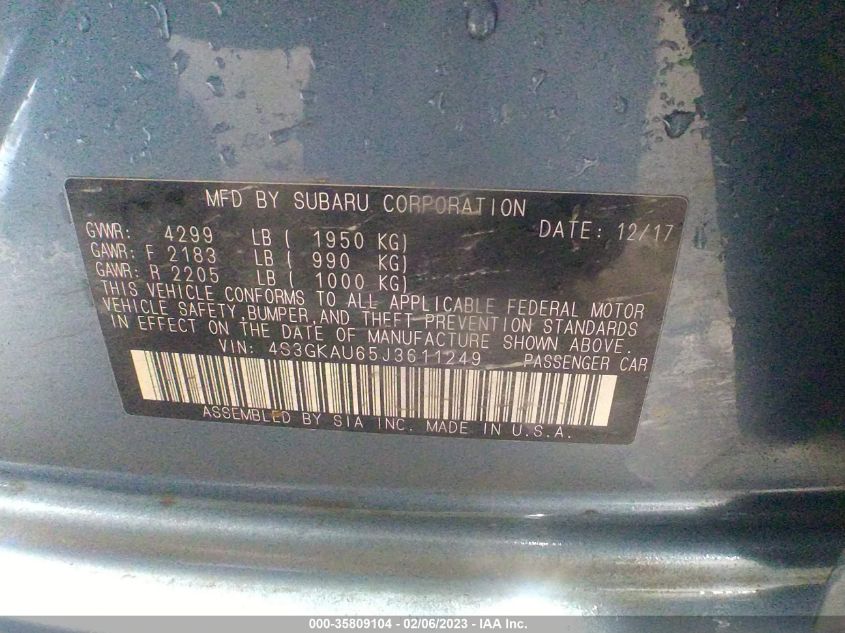 MFD BY SUBARU CORPORATION
DATE: 12/17
GVWR: 4299 LB ( 1950 KG)
GAWR: F 2183 LB ( 990 KG)
GAWR: R 2205 LB ( 1000 KG)
THIS VEHICLE CONFORMS TO ALL APPLICABLE FEDERAL MOTOR
VEHICLE SAFETY, BUMPER, AND THEFT PREVENTION STANDARDS
IN EFFECT ON THE DATE OF MANUFACTURE SHOWN ABOVE.
VIN: 4S3GKAU65J3611249 PASSENGER CAR
ASSEMBLED BY SIA INC. MADE IN U.S.A.
000-35809104 - 02/06/2023 - IAA Inc.